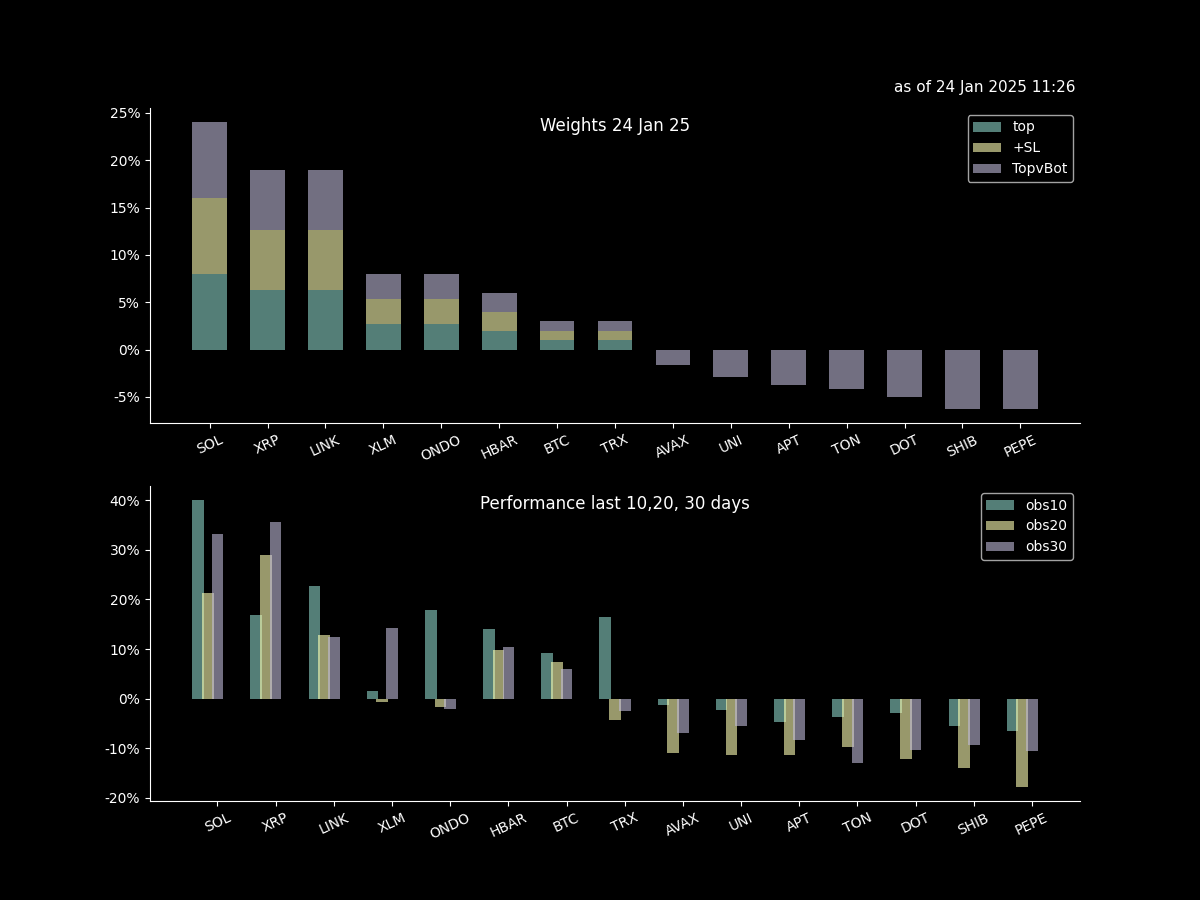 as of 24 Jan 2025 11:26
Weights 24 Jan 25
top
+SL
TopvBot
25%
20%
15%
10%
5%
0%
-5%
SOL XRP LINK XLM ONDO HBAR BTC TRX AVAX UNI APT TON DOT SHIB PEPE
Performance last 10,20, 30 days
obs10
obs20
obs30
40%
30%
20%
10%
0%
-10%
-20%
SOL XRP LINK XLM ONDO HBAR BTC TRX AVAX UNI APT TON DOT SHIB PEPE